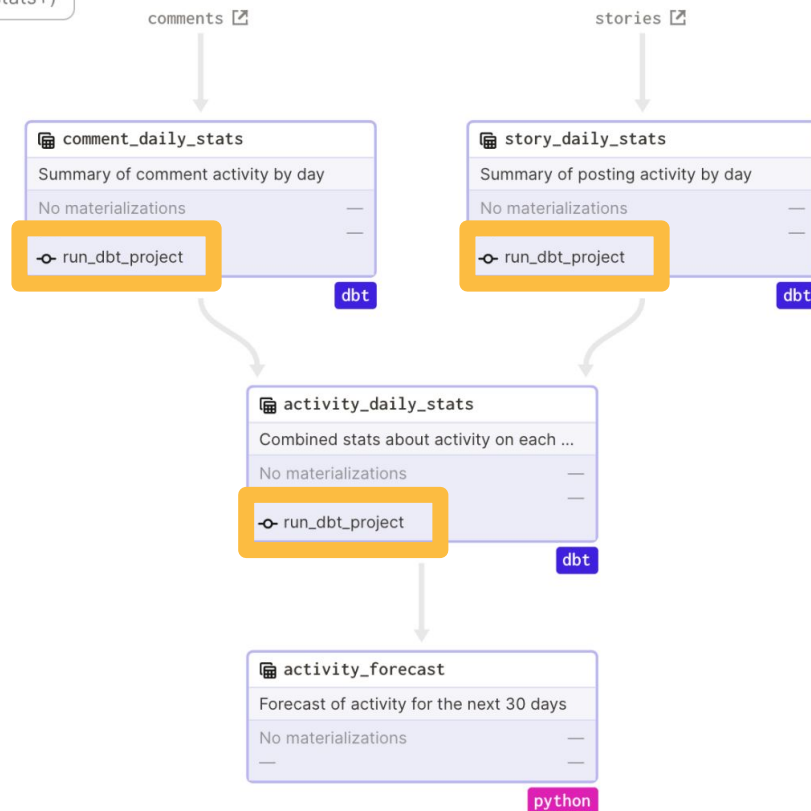 comments
stories
comment_daily_stats
Summary of comment activity by day
No materializations
—
—
run_dbt_project
dbt
story_daily_stats
Summary of posting activity by day
No materializations
—
—
run_dbt_project
dbt
activity_daily_stats
Combined stats about activity on each ...
No materializations
—
—
run_dbt_project
dbt
activity_forecast
Forecast of activity for the next 30 days
No materializations
—
—
—
python